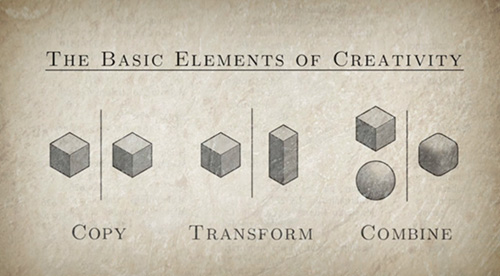 The Basic Elements of Creativity
Copy Transform Combine